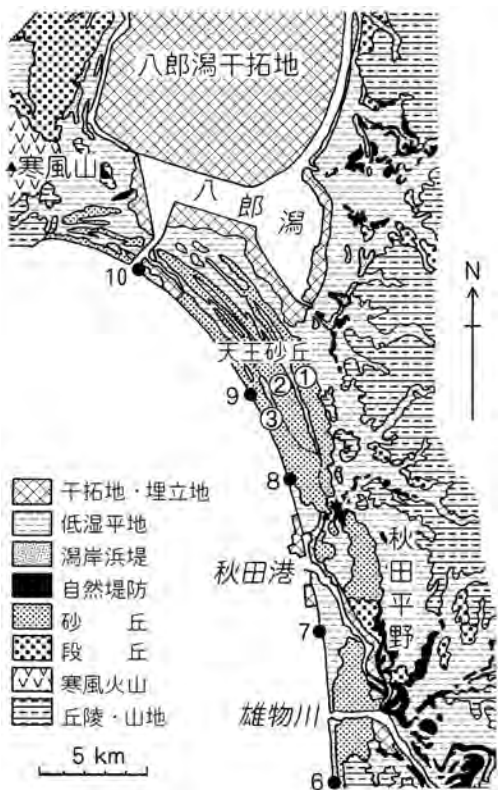 八郎潟干拓地
寒風山
八郎潟
N
10
天王砂丘
①
②
9
③
8
干拓地・埋立地
低湿平地
潟岸浜堤
自然堤防
砂丘
段丘
寒風火山
丘陵・山地
秋田港
秋田平野
7
雄物川
5 km
6